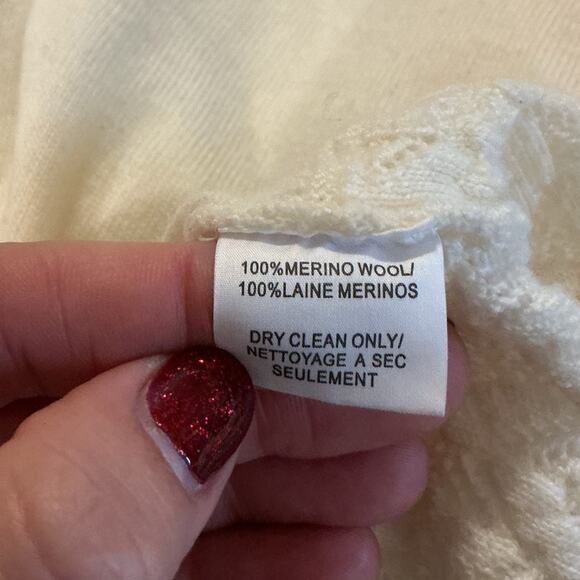 100%MERINO WOOL/
100%LAINE MERINOS
DRY CLEAN ONLY/
NETTOYAGE A SEC
SEULEMENT